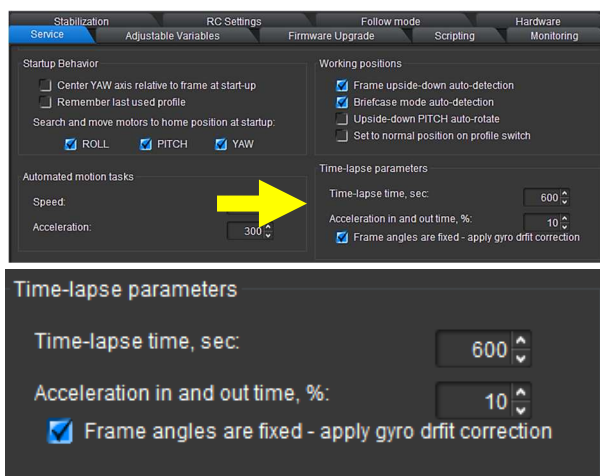 Stabilization RC Settings Follow mode Hardware
Service Adjustable Variables Firmware Upgrade Scripting Monitoring
Startup Behavior
Center YAW axis relative to frame at start-up
Remember last used profile
Search and move motors to home position at startup:
ROLL PITCH YAW
Automated motion tasks
Speed:
Acceleration: 300
Working positions
Frame upside-down auto-detection
Briefcase mode auto-detection
Upside-down PITCH auto-rotate
Set to normal position on profile switch
Time-lapse parameters
Time-lapse time, sec: 600
Acceleration in and out time, %: 10
Frame angles are fixed - apply gyro drfit correction
Time-lapse parameters
Time-lapse time, sec: 600
Acceleration in and out time, %: 10
Frame angles are fixed - apply gyro drfit correction